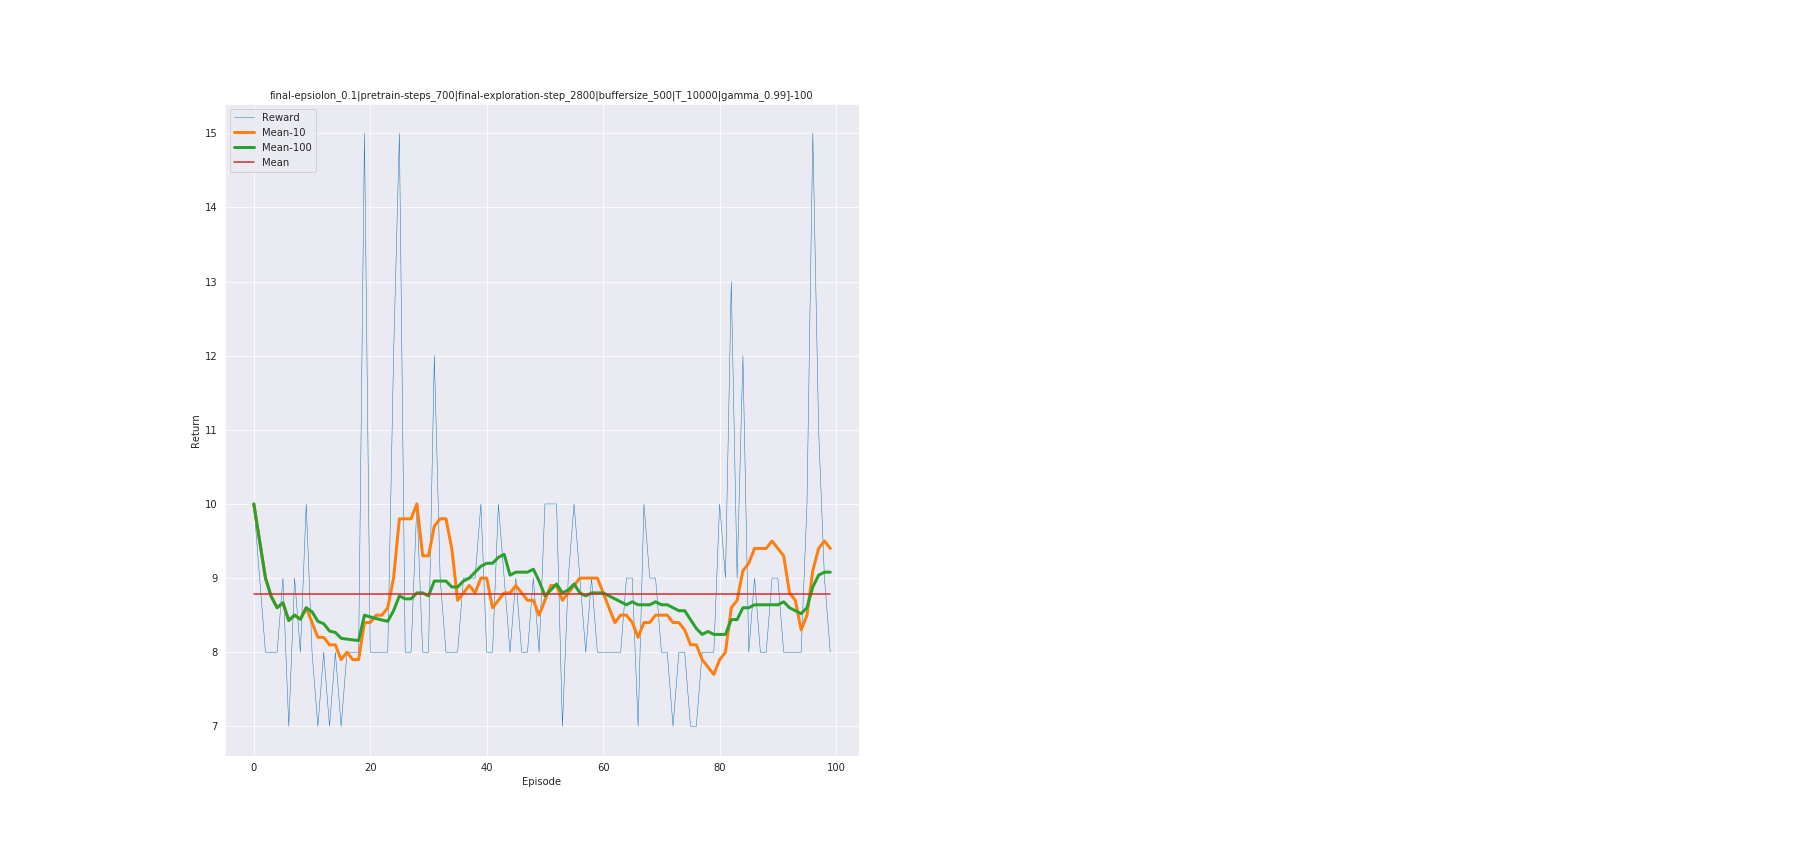 final-epsiolon_0.1|pretrain-steps_700|final-exploration-step_2800|buffersize_500|T_10000|gamma_0.99]-100
Reward
Mean-10
Mean-100
Mean
15
14
13
12
11
10
9
8
7
Return
0 20 40 60 80 100
Episode